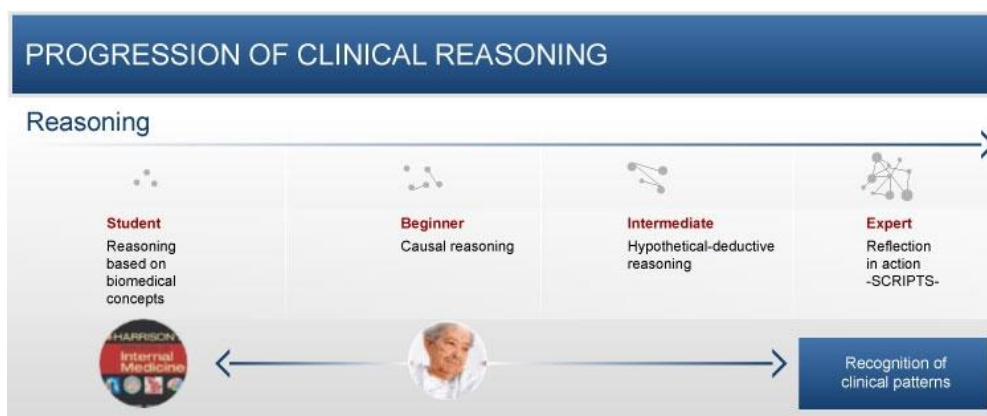 PROGRESSION OF CLINICAL REASONING
Reasoning
Student
Reasoning
based on
biomedical
concepts
Beginner
Causal reasoning
Intermediate
Hypothetical-deductive
reasoning
Expert
Reflection
in action
-SCRIPTS-
HARRISON
Internal
Medicine
Recognition of
clinical patterns